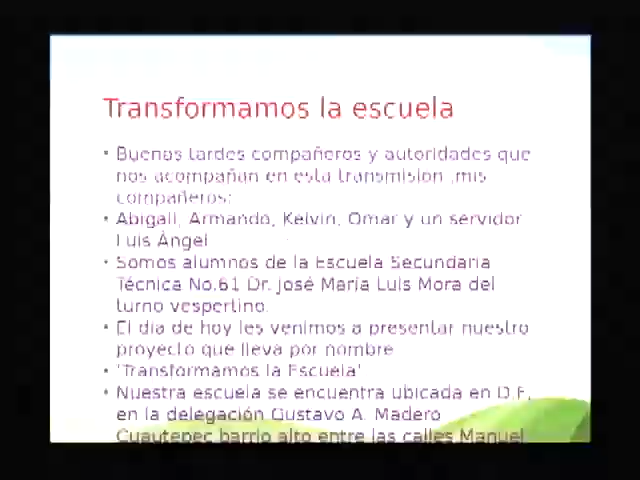 Transformamos la escuela
• Buenas tardes compañeros y autoridades que
nos acompañan en esta transmisión ,mis
compañeros:
• Abigail, Armando, Kelvin, Omar y un servidor
Luis Ángel
• Somos alumnos de la Escuela Secundaria
Técnica No.61 Dr. José María Luis Mora del
turno vespertino.
• El día de hoy les venimos a presentar nuestro
proyecto que lleva por nombre
• 'Transformamos la Escuela'
• Nuestra escuela se encuentra ubicada en D.F,
en la delegación Gustavo A. Madero
Cuautepec barrio alto entre las calles Manuel